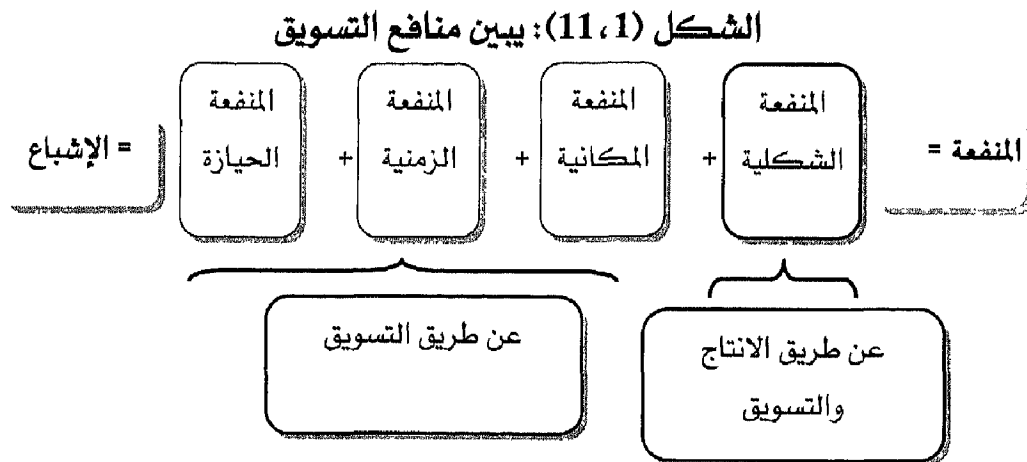 الشكل (11،1): يبين منافع التسويق
المنفعة =
المنفعة
الشكلية
+
المنفعة
المكانية
+
المنفعة
الزمنية
+
المنفعة
الحيازة
= الإشباع
عن طريق الانتاج
والتسويق
عن طريق التسويق